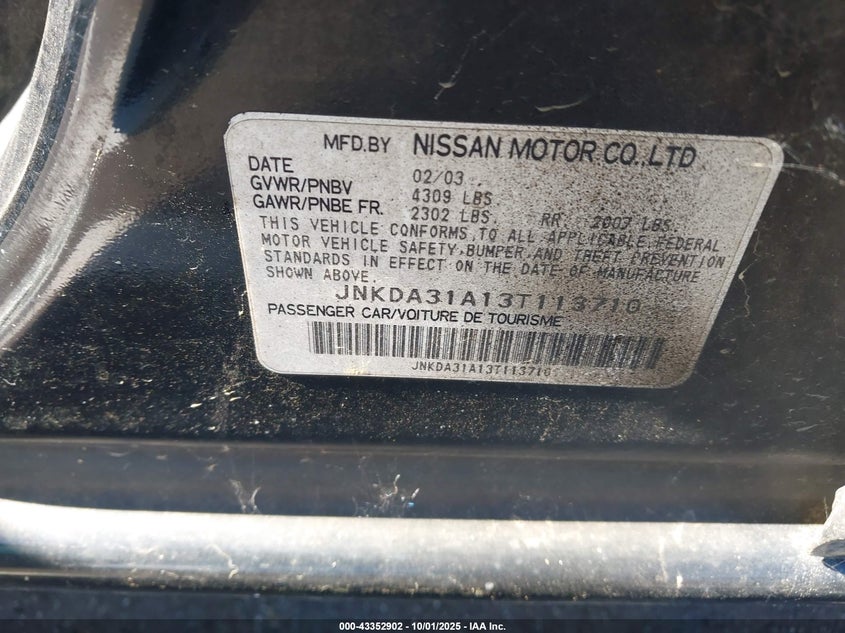 MFD.BY NISSAN MOTOR CO.,LTD
DATE 02/03
GVWR/PNBV 4309 LBS
GAWR/PNBE FR. 2302 LBS. RR 2003 LBS.
THIS VEHICLE CONFORMS TO ALL APPLICABLE FEDERAL
MOTOR VEHICLE SAFETY, BUMPER, AND THEFT PREVENTION
STANDARDS IN EFFECT ON THE DATE OF MANUFACTURE
SHOWN ABOVE.
JNKDA31A13T113710
PASSENGER CAR/VOITURE DE TOURISME
JNKDA31A13T113710
000-43352902 - 10/01/2025 - IAA Inc.